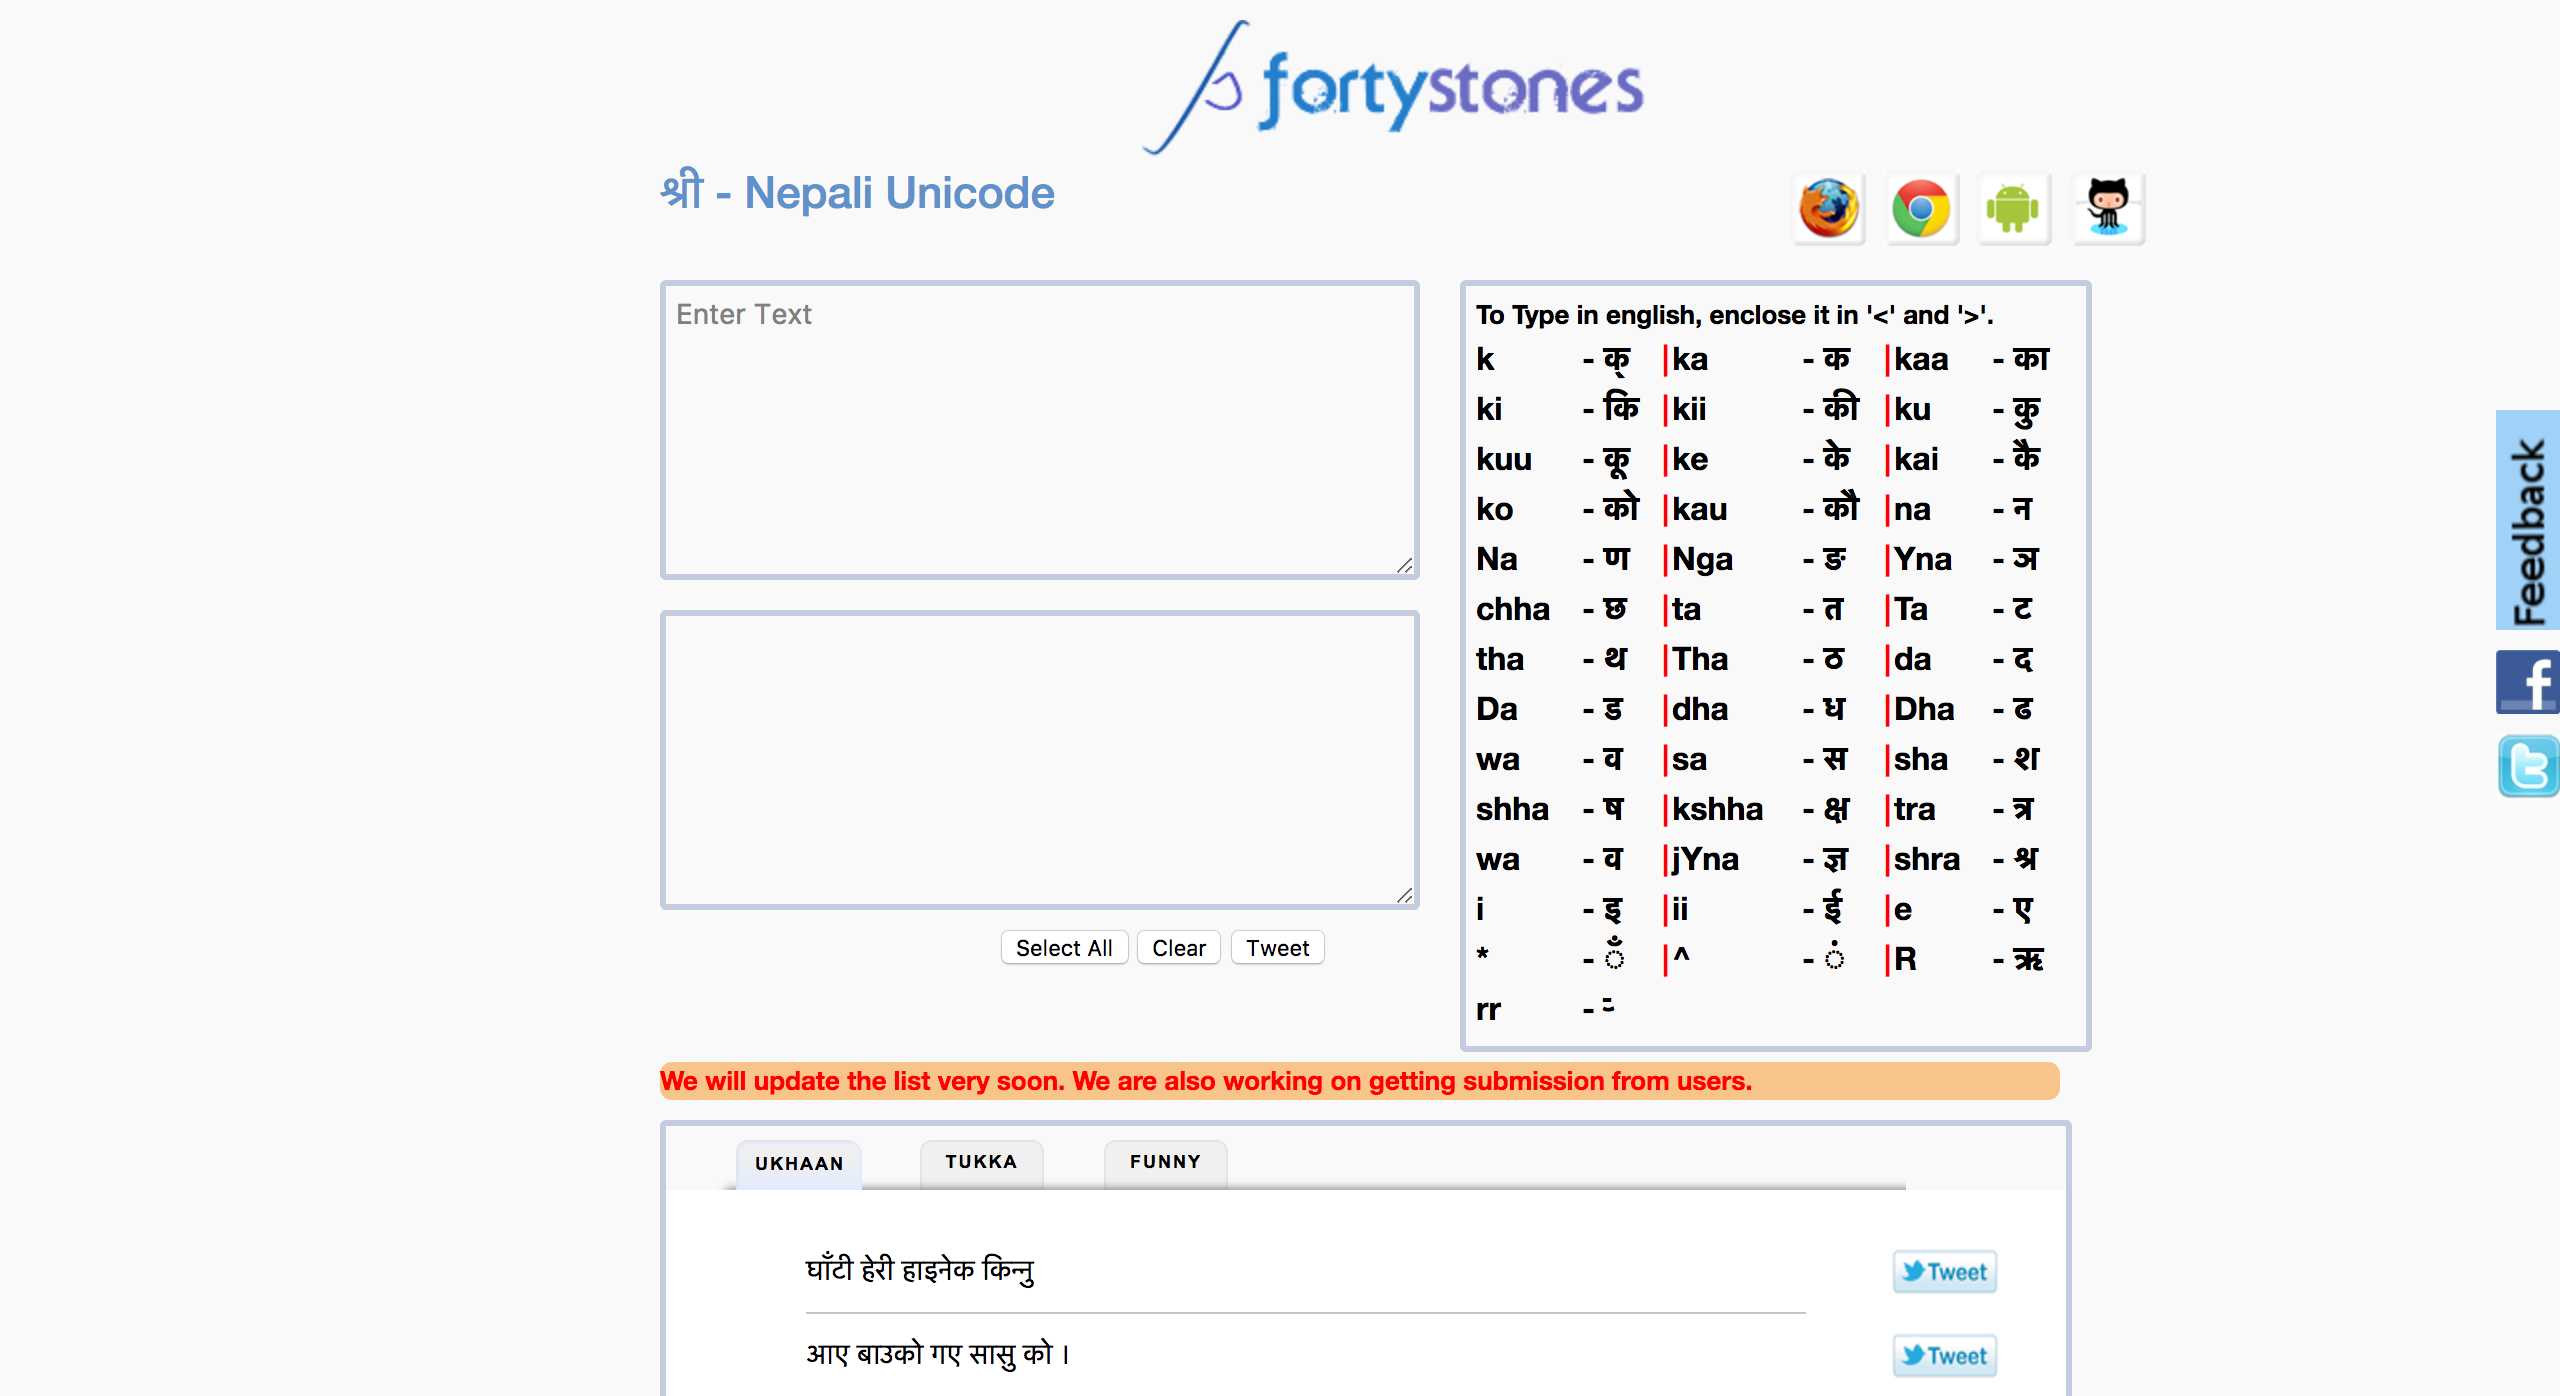 fortystones
श्री - Nepali Unicode
Enter Text
To Type in english, enclose it in '<' and '>'.
k - क् |ka - क |kaa - का
ki - कि |kii - की |ku - कु
kuu - कू |ke - के |kai - कै
ko - को |kau - कौ |na - न
Na - ण |Nga - ङ |Yna - ञ
chha - छ |ta - त |Ta - ट
tha - थ |Tha - ठ |da - द
Da - ड |dha - ध |Dha - ढ
wa - व |sa - स |sha - श
shha - ष |kshha - क्ष |tra - त्र
wa - व |jYna - ज्ञ |shra - श्र
i - इ |ii - ई |e - ए
* - ँ |^ - ं |R - ऋ
rr -
Select All Clear Tweet
We will update the list very soon. We are also working on getting submission from users.
UKHAAN TUKKA FUNNY
घाँटी हेरी हाइनेक किन्नु
Tweet
आए बाउको गए सासु को ।
Tweet
Feedback